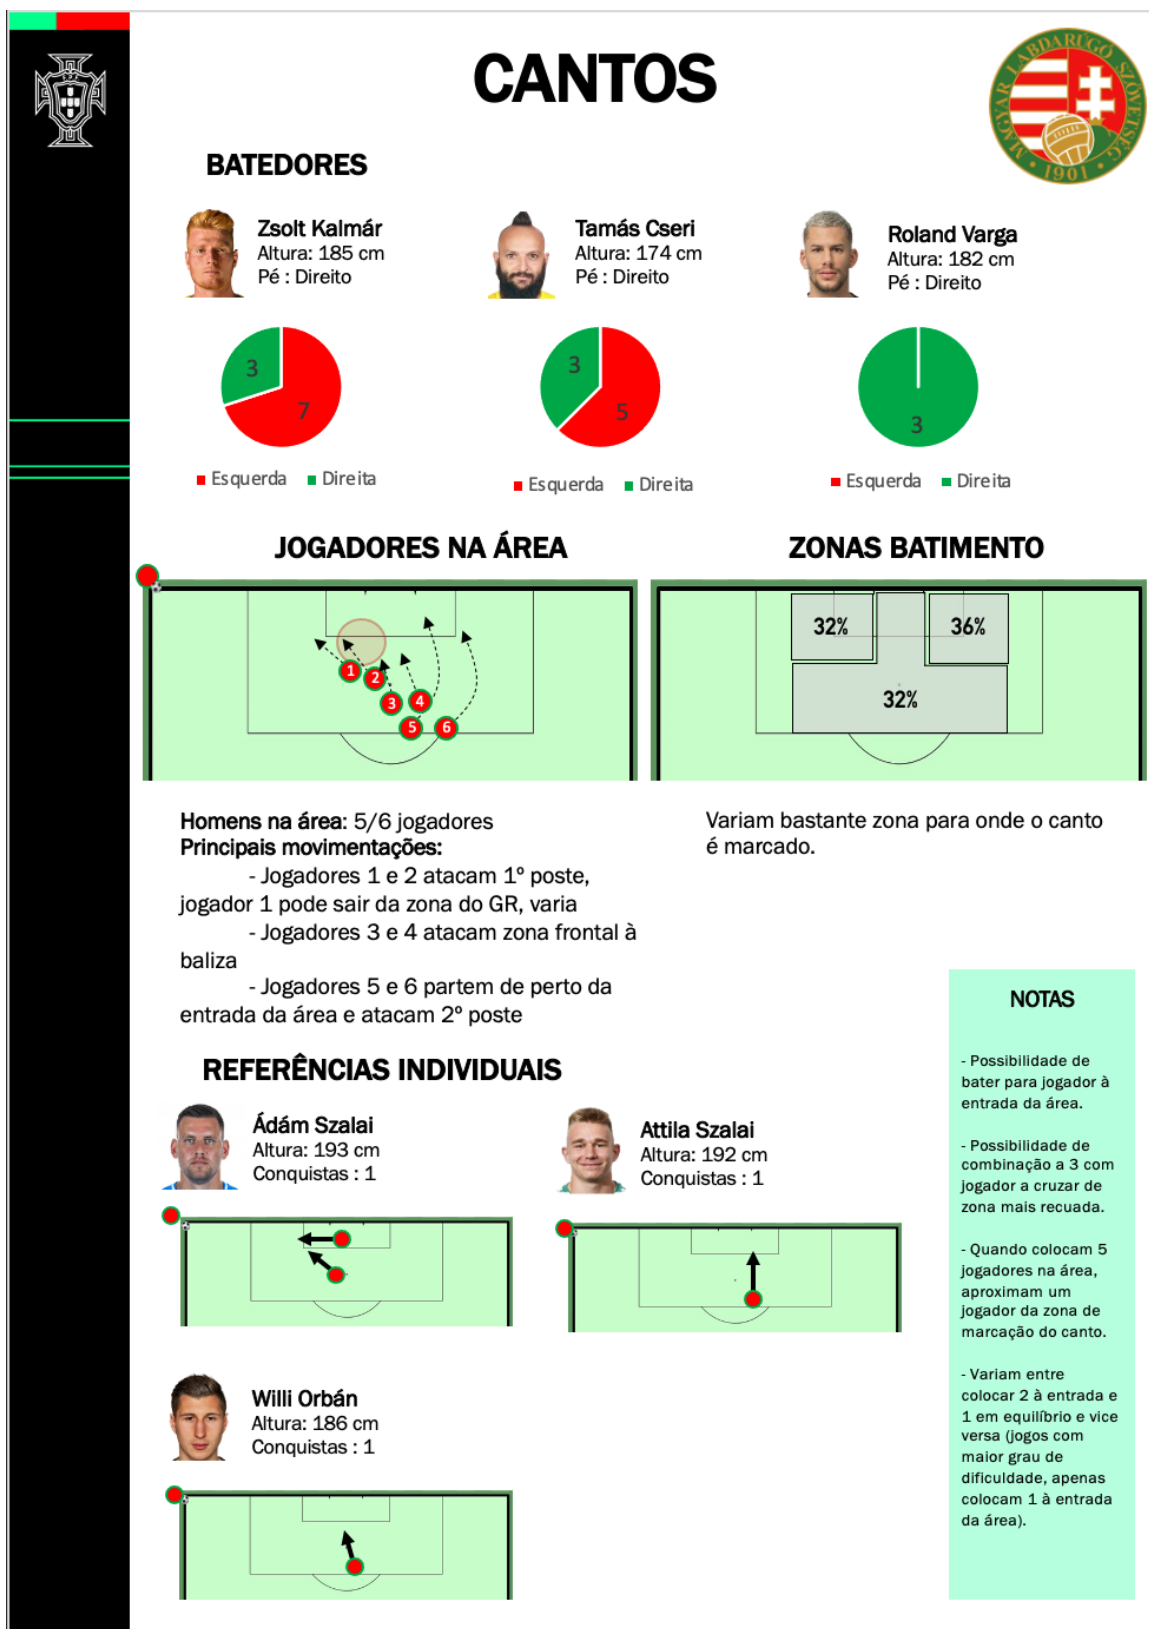 CANTOS
MAGYAR LABDARÚGÓ SZÖVETSÉG
• 1901 •
BATEDORES
Zsolt Kalmár
Altura: 185 cm
Pé : Direito
Tamás Cseri
Altura: 174 cm
Pé : Direito
Roland Varga
Altura: 182 cm
Pé : Direito
3
7
Esquerda Direita
3
5
Esquerda Direita
3
Esquerda Direita
JOGADORES NA ÁREA
1
2
3
4
5
6
ZONAS BATIMENTO
32%
36%
32%
Homens na área: 5/6 jogadores
Principais movimentações:
- Jogadores 1 e 2 atacam 1º poste,
jogador 1 pode sair da zona do GR, varia
- Jogadores 3 e 4 atacam zona frontal à
baliza
- Jogadores 5 e 6 partem de perto da
entrada da área e atacam 2º poste
Variam bastante zona para onde o canto
é marcado.
REFERÊNCIAS INDIVIDUAIS
Ádám Szalai
Altura: 193 cm
Conquistas : 1
Attila Szalai
Altura: 192 cm
Conquistas : 1
Willi Orbán
Altura: 186 cm
Conquistas : 1
NOTAS
- Possibilidade de
bater para jogador à
entrada da área.
- Possibilidade de
combinação a 3 com
jogador a cruzar de
zona mais recuada.
- Quando colocam 5
jogadores na área,
aproximam um
jogador da zona de
marcação do canto.
- Variam entre
colocar 2 à entrada e
1 em equilíbrio e vice
versa (jogos com
maior grau de
dificuldade, apenas
colocam 1 à entrada
da área).